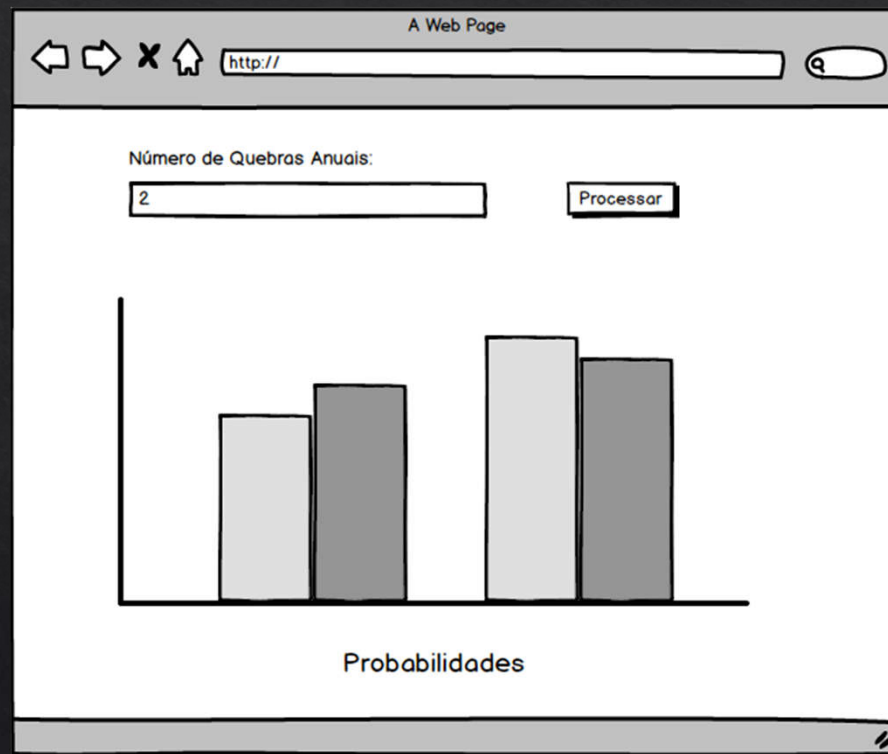 A Web Page
http://
Número de Quebras Anuais:
2
Processar
Probabilidades